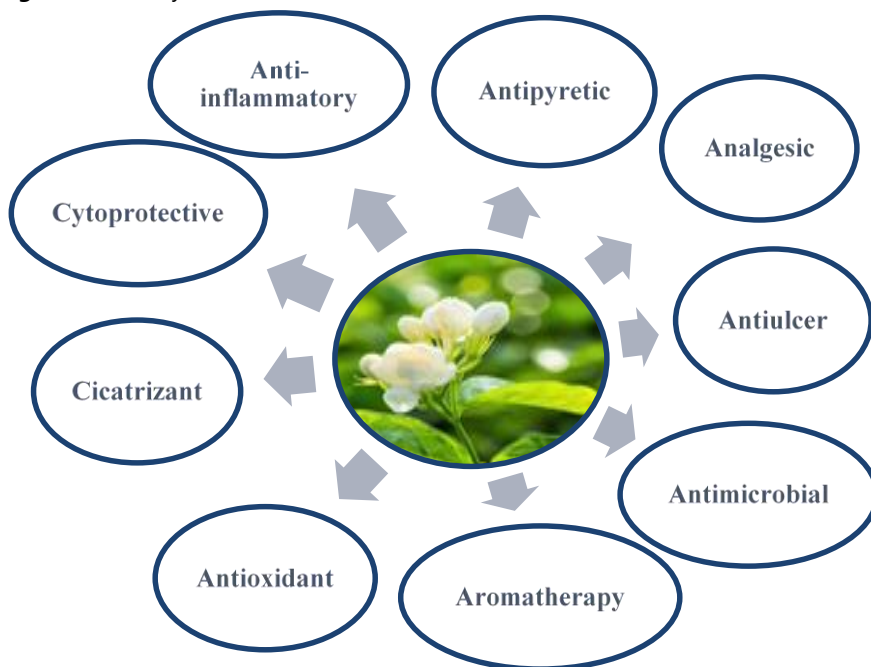 Anti-
inflammatory
Antipyretic
Analgesic
Cytoprotective
Antiulcer
Cicatrizant
Antimicrobial
Antioxidant
Aromatherapy